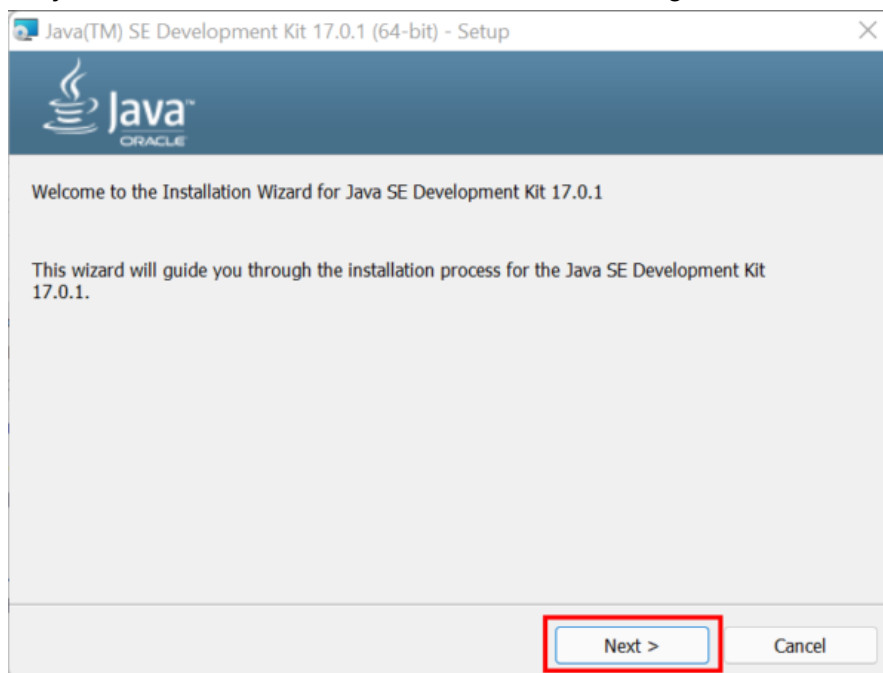 Java(TM) SE Development Kit 17.0.1 (64-bit) - Setup
Java™
ORACLE
Welcome to the Installation Wizard for Java SE Development Kit 17.0.1
This wizard will guide you through the installation process for the Java SE Development Kit
17.0.1.
Next >
Cancel